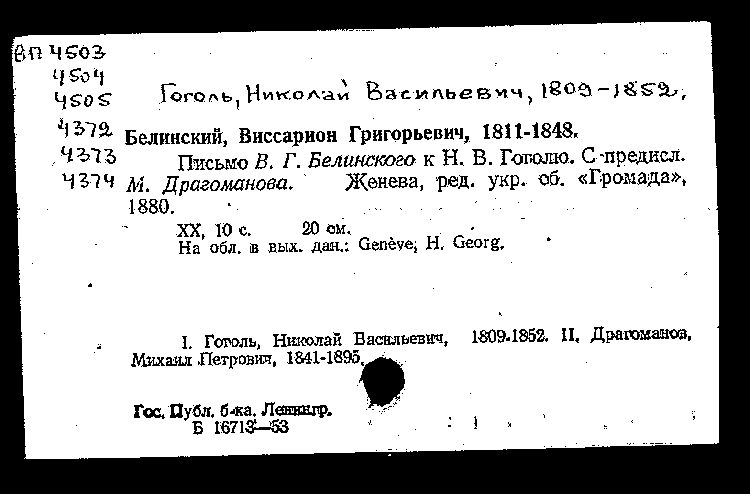 ВП 4503
4504
4505
Гоголь, Николай Васильевич, 1809-1852.
4372
Белинский, Виссарион Григорьевич, 1811-1848.
4373
Письмо В. Г. Белинского к Н. В. Гоголю. С предисл.
4374
М. Драгоманова. Женева, ред. укр. об. «Громада»,
1880.
XX, 10 с. 20 см.
На обл. в вых. дан.: Genève, H. Georg.
I. Гоголь, Николай Васильевич, 1809-1852. II. Драгоманов,
Михаил Петрович, 1841-1895.
Гос. Публ. б-ка. Ленингр.
Б 16713—53